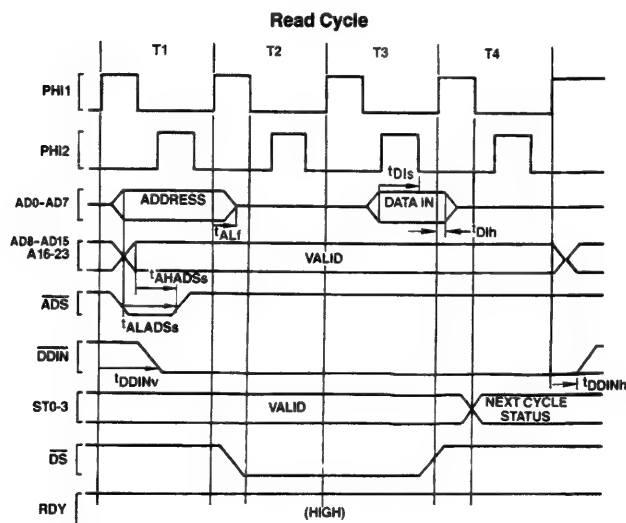 Read Cycle
T1 T2 T3 T4
PHI1
PHI2
tDIs
AD0-AD7 ADDRESS DATA IN
tALf tDIh
AD8-AD15
A16-23
VALID
tAHADSs
ADS
tALADSs
DDIN
tDDINv tDDINh
ST0-3 VALID NEXT CYCLE
STATUS
DS
RDY (HIGH)